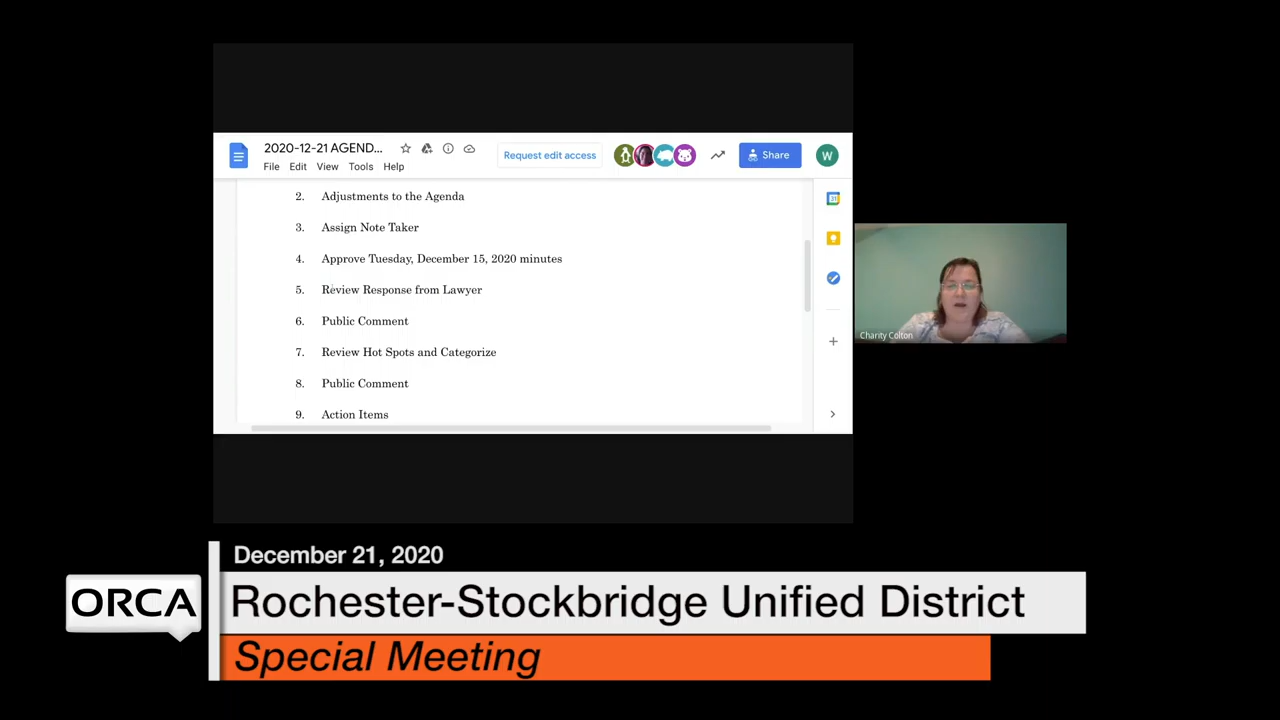 2020-12-21 AGEND...
File Edit View Tools Help
Request edit access
Share
W
2. Adjustments to the Agenda
3. Assign Note Taker
4. Approve Tuesday, December 15, 2020 minutes
5. Review Response from Lawyer
6. Public Comment
7. Review Hot Spots and Categorize
8. Public Comment
9. Action Items
31
Charity Colton
December 21, 2020
ORCA
Rochester-Stockbridge Unified District
Special Meeting